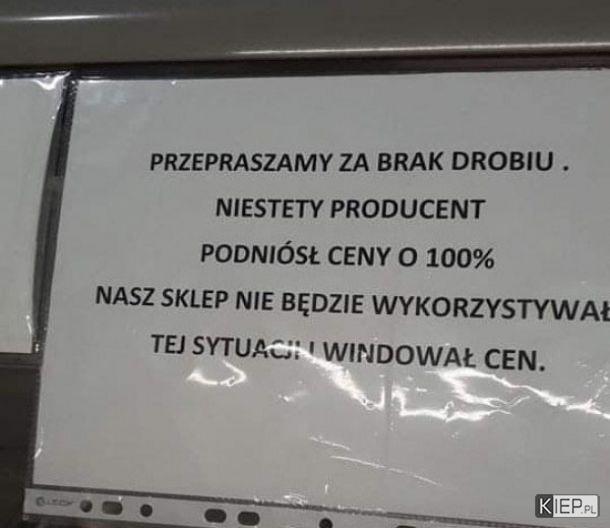 PRZEPRASZAMY ZA BRAK DROBIU .
NIESTETY PRODUCENT
PODNIÓSŁ CENY O 100%
NASZ SKLEP NIE BĘDZIE WYKORZYSTYWAŁ
TEJ SYTUACJI I WINDOWAŁ CEN.
KIEP.PL